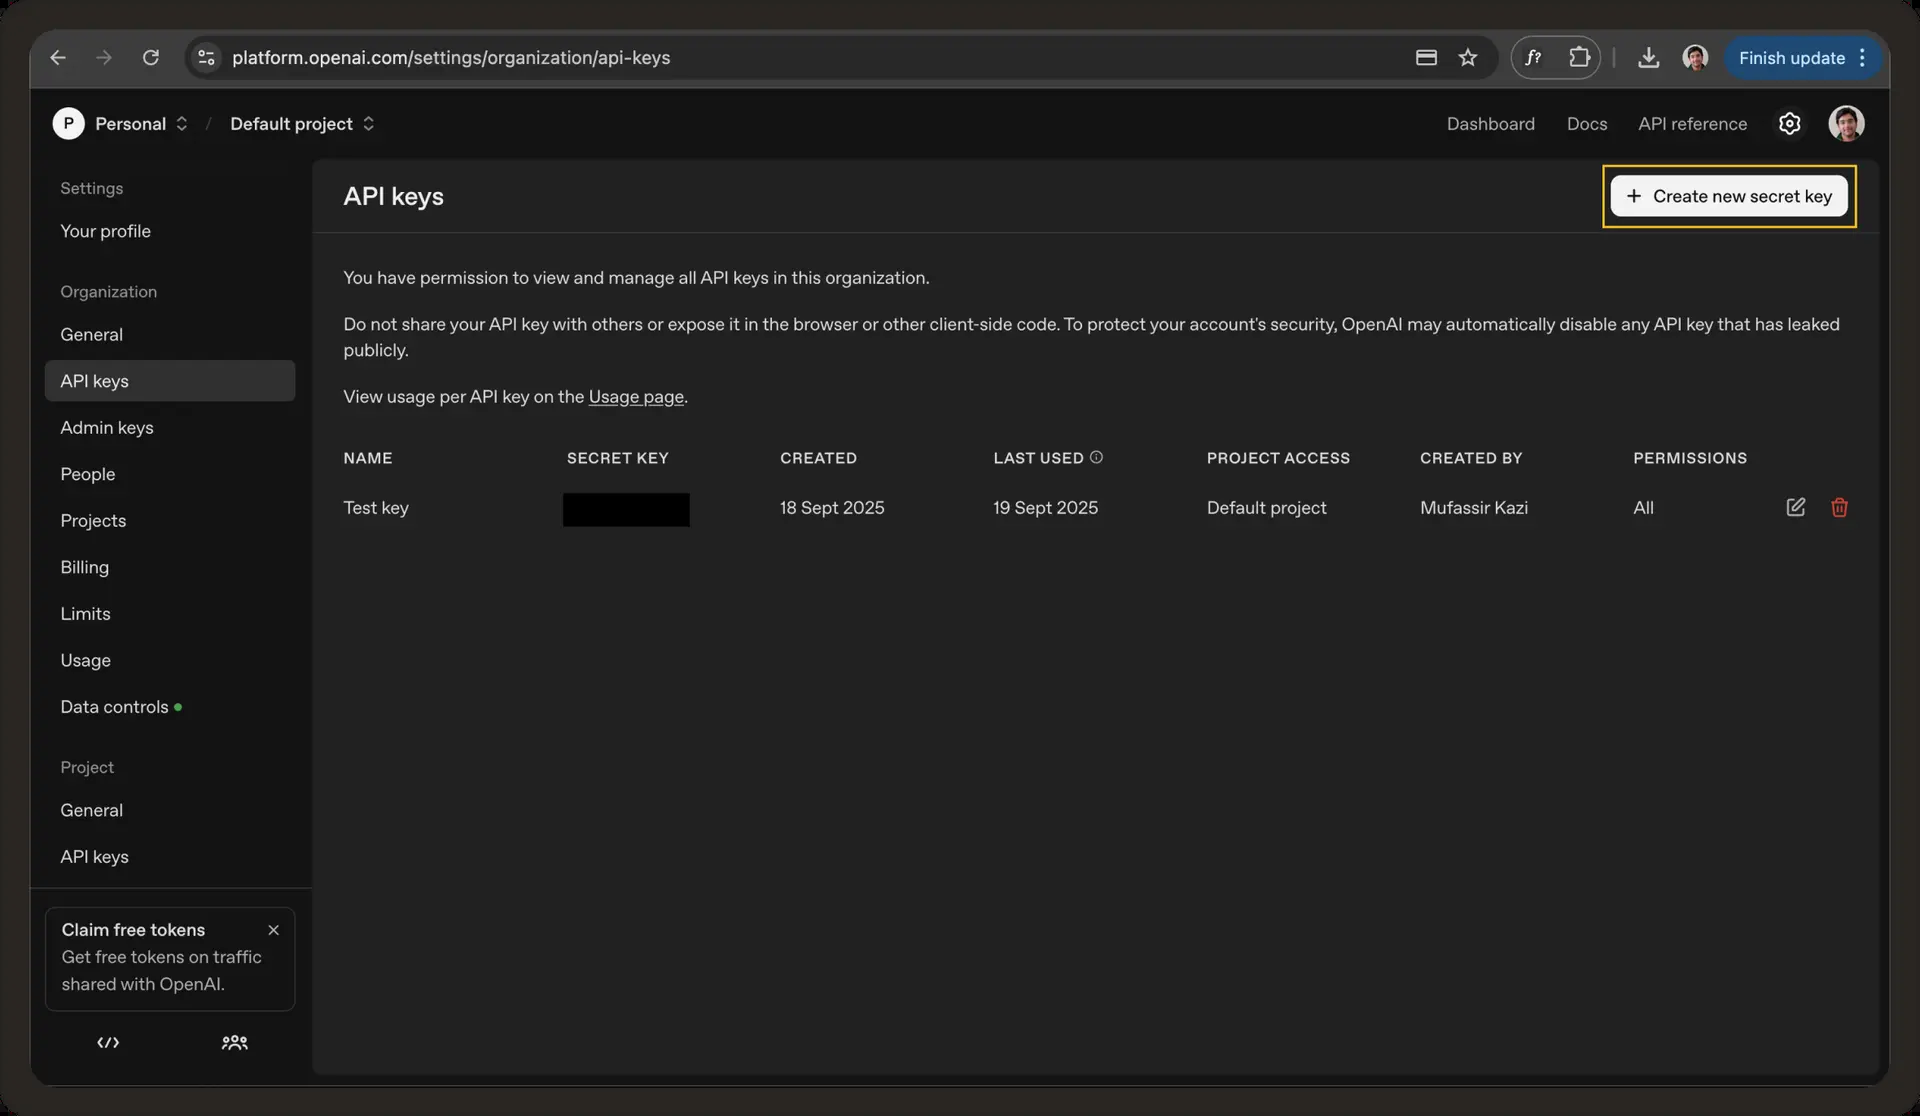 platform.openai.com/settings/organization/api-keys
f?
Finish update
P Personal / Default project
Dashboard Docs API reference
Settings
Your profile
Organization
General
API keys
Admin keys
People
Projects
Billing
Limits
Usage
Data controls
Project
General
API keys
Claim free tokens
Get free tokens on traffic
shared with OpenAI.
API keys
+ Create new secret key
You have permission to view and manage all API keys in this organization.
Do not share your API key with others or expose it in the browser or other client-side code. To protect your account's security, OpenAI may automatically disable any API key that has leaked
publicly.
View usage per API key on the Usage page.
NAME SECRET KEY CREATED LAST USED PROJECT ACCESS CREATED BY PERMISSIONS
Test key 18 Sept 2025 19 Sept 2025 Default project Mufassir Kazi All